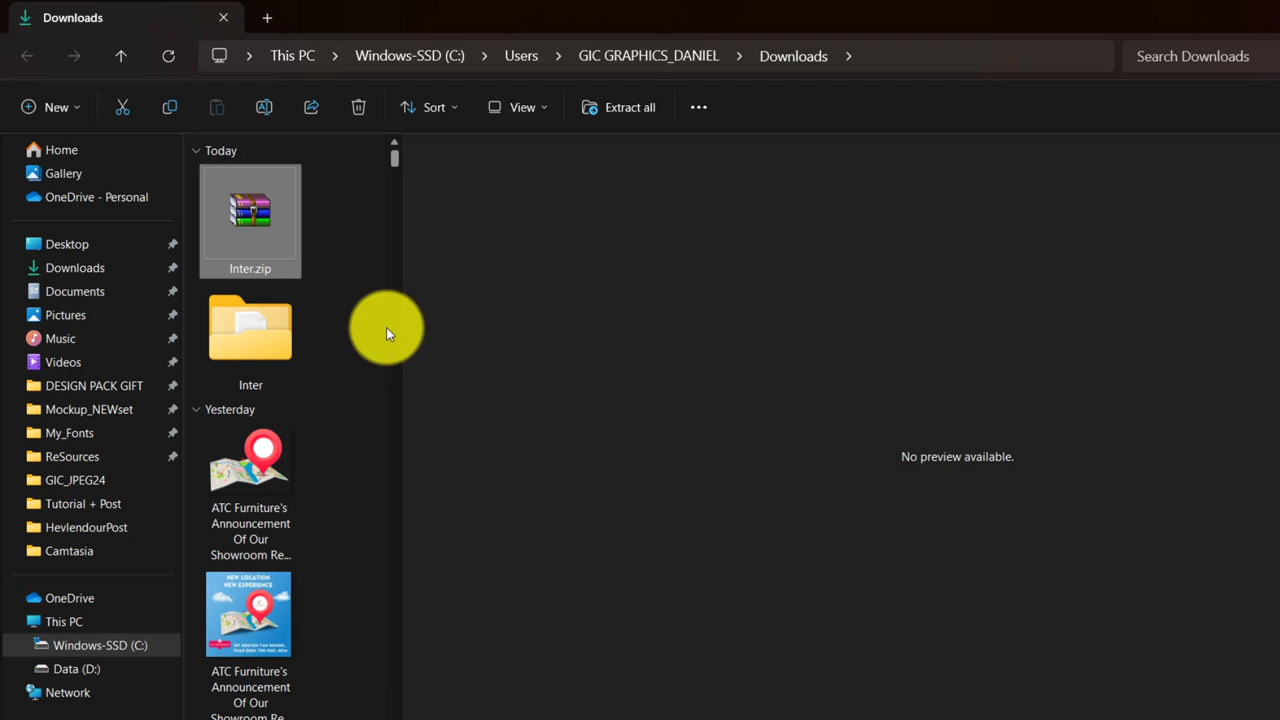 Downloads
This PC
Windows-SSD (C:)
Users
GIC GRAPHICS_DANIEL
Downloads
Search Downloads
New
Sort
View
Extract all
Home
Gallery
OneDrive - Personal
Desktop
Downloads
Documents
Pictures
Music
Videos
DESIGN PACK GIFT
Mockup_NEWset
My_Fonts
ReSources
GIC_JPEG24
Tutorial + Post
HevlendourPost
Camtasia
OneDrive
This PC
Windows-SSD (C:)
Data (D:)
Network
Today
Inter.zip
Inter
Yesterday
ATC Furniture's
Announcement
Of Our
Showroom Re...
NEW LOCATION
NEW EXPERIENCE
ATC Furniture's
Announcement
Of Our
Showroom Re
No preview available.